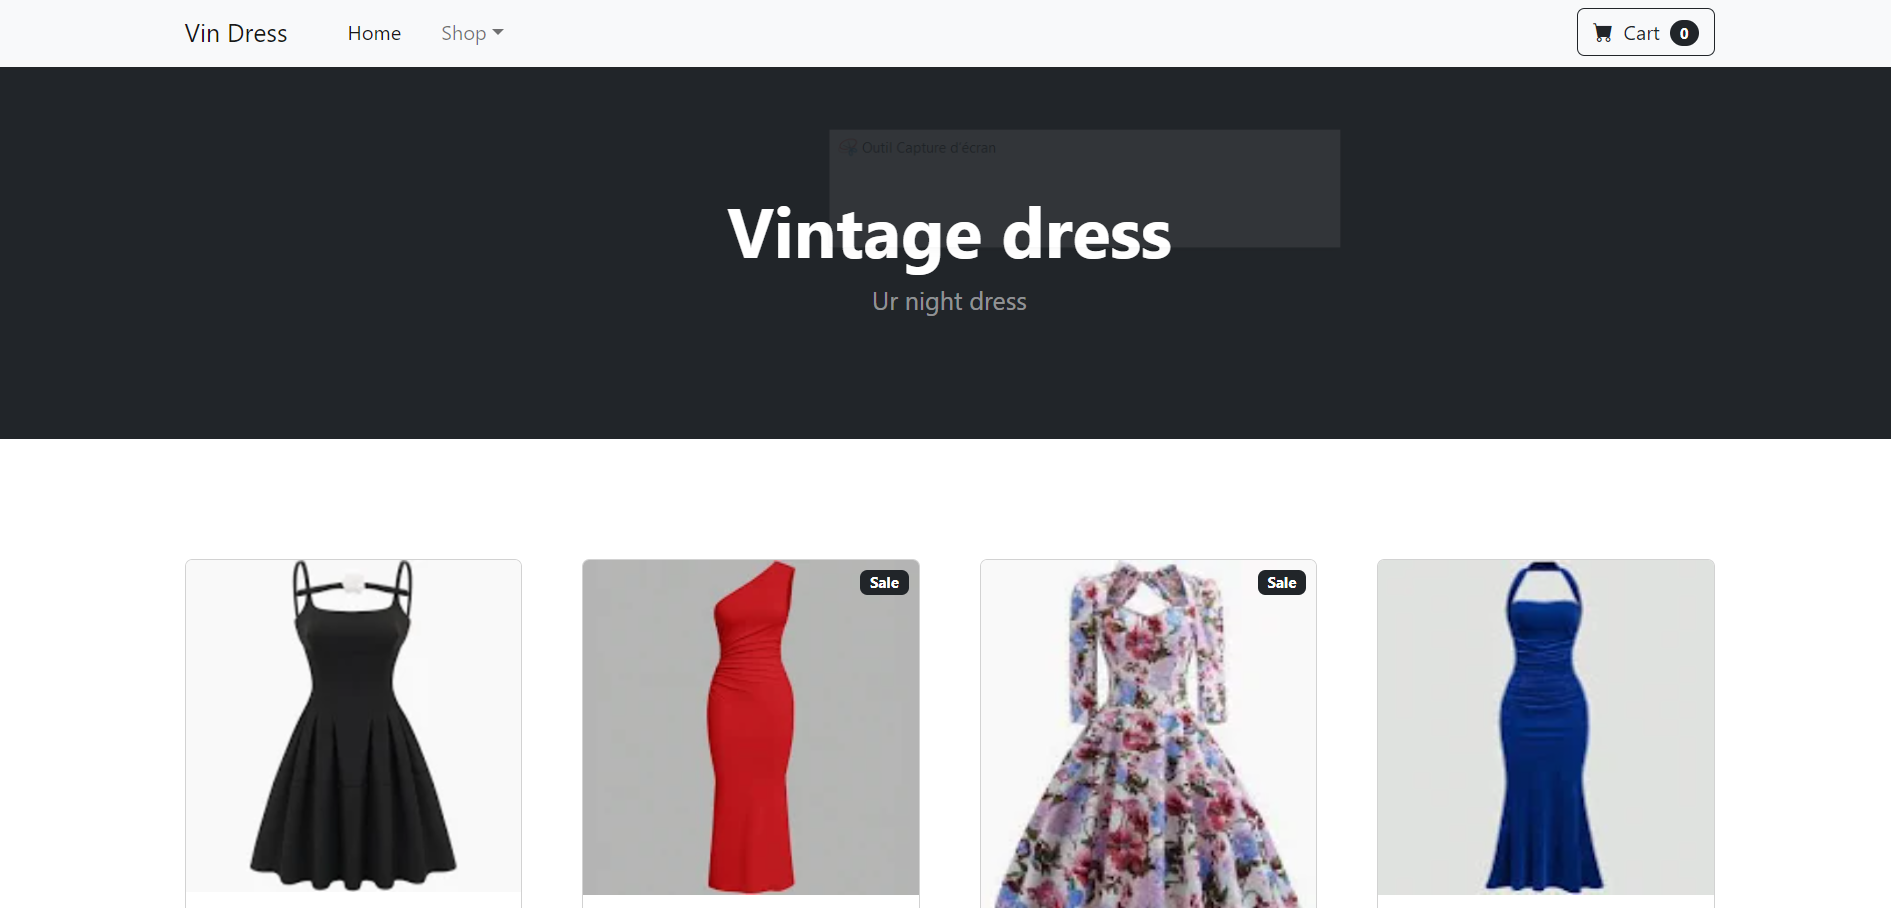 Vin Dress Home Shop Cart 0
Outil Capture d'écran
Vintage dress
Ur night dress
Sale
Sale